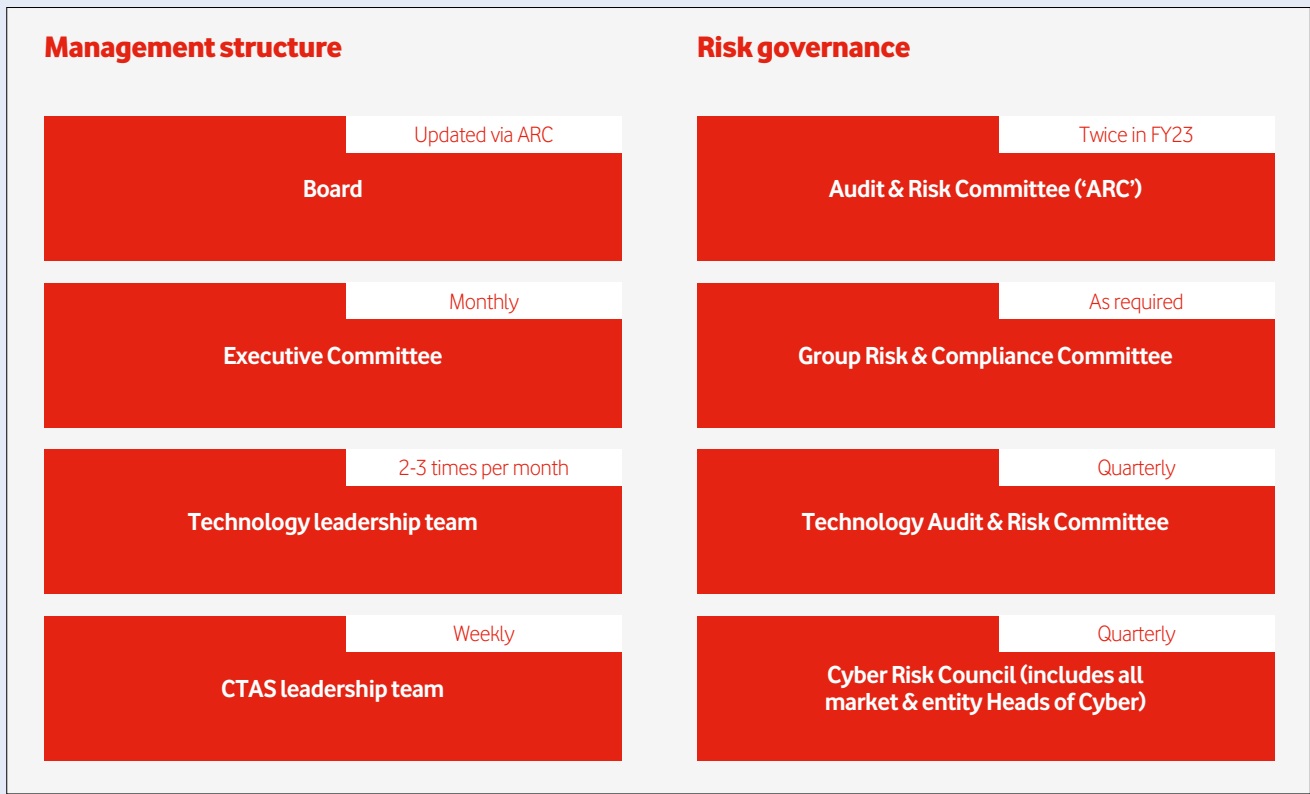 Management structure
Risk governance
Updated via ARC
Board
Twice in FY23
Audit & Risk Committee (‘ARC’)
Monthly
Executive Committee
As required
Group Risk & Compliance Committee
2-3 times per month
Technology leadership team
Quarterly
Technology Audit & Risk Committee
Weekly
CTAS leadership team
Quarterly
Cyber Risk Council (includes all
market & entity Heads of Cyber)